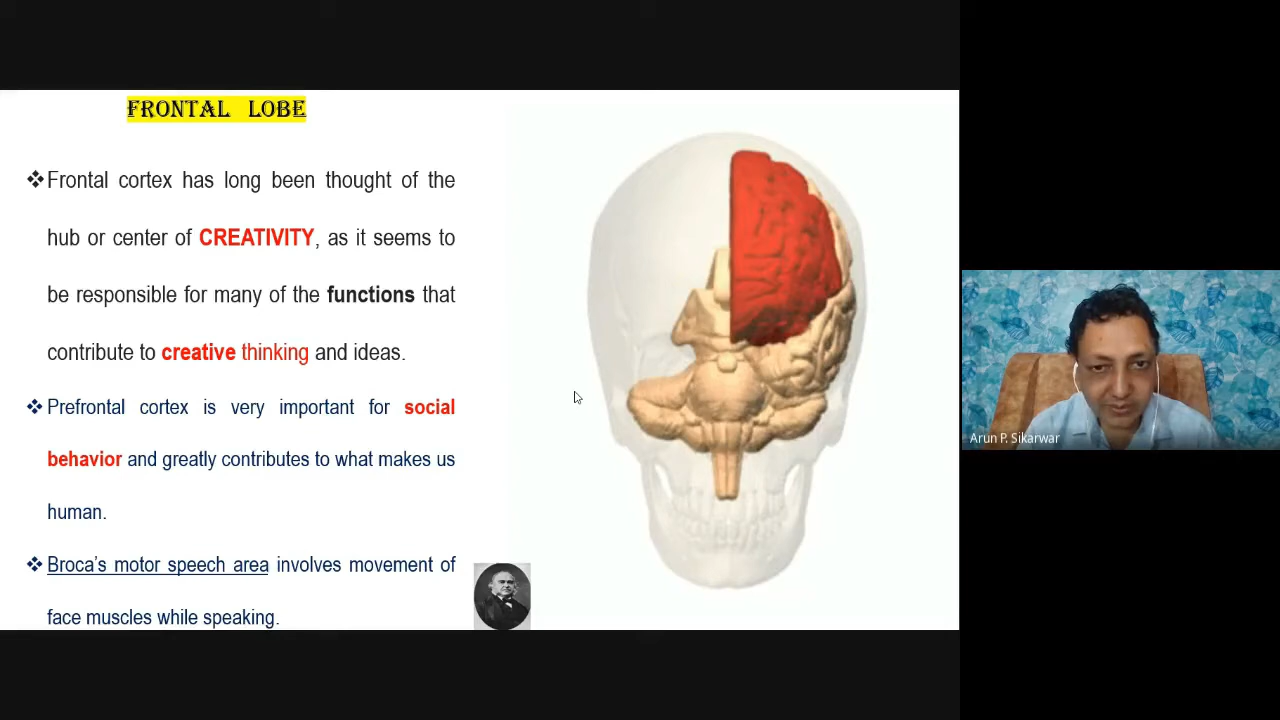 FRONTAL LOBE
❖Frontal cortex has long been thought of the
hub or center of CREATIVITY, as it seems to
be responsible for many of the functions that
contribute to creative thinking and ideas.
❖ Prefrontal cortex is very important for social
behavior and greatly contributes to what makes us
human.
❖ Broca's motor speech area involves movement of
face muscles while speaking.
Arun P. Sikarwar